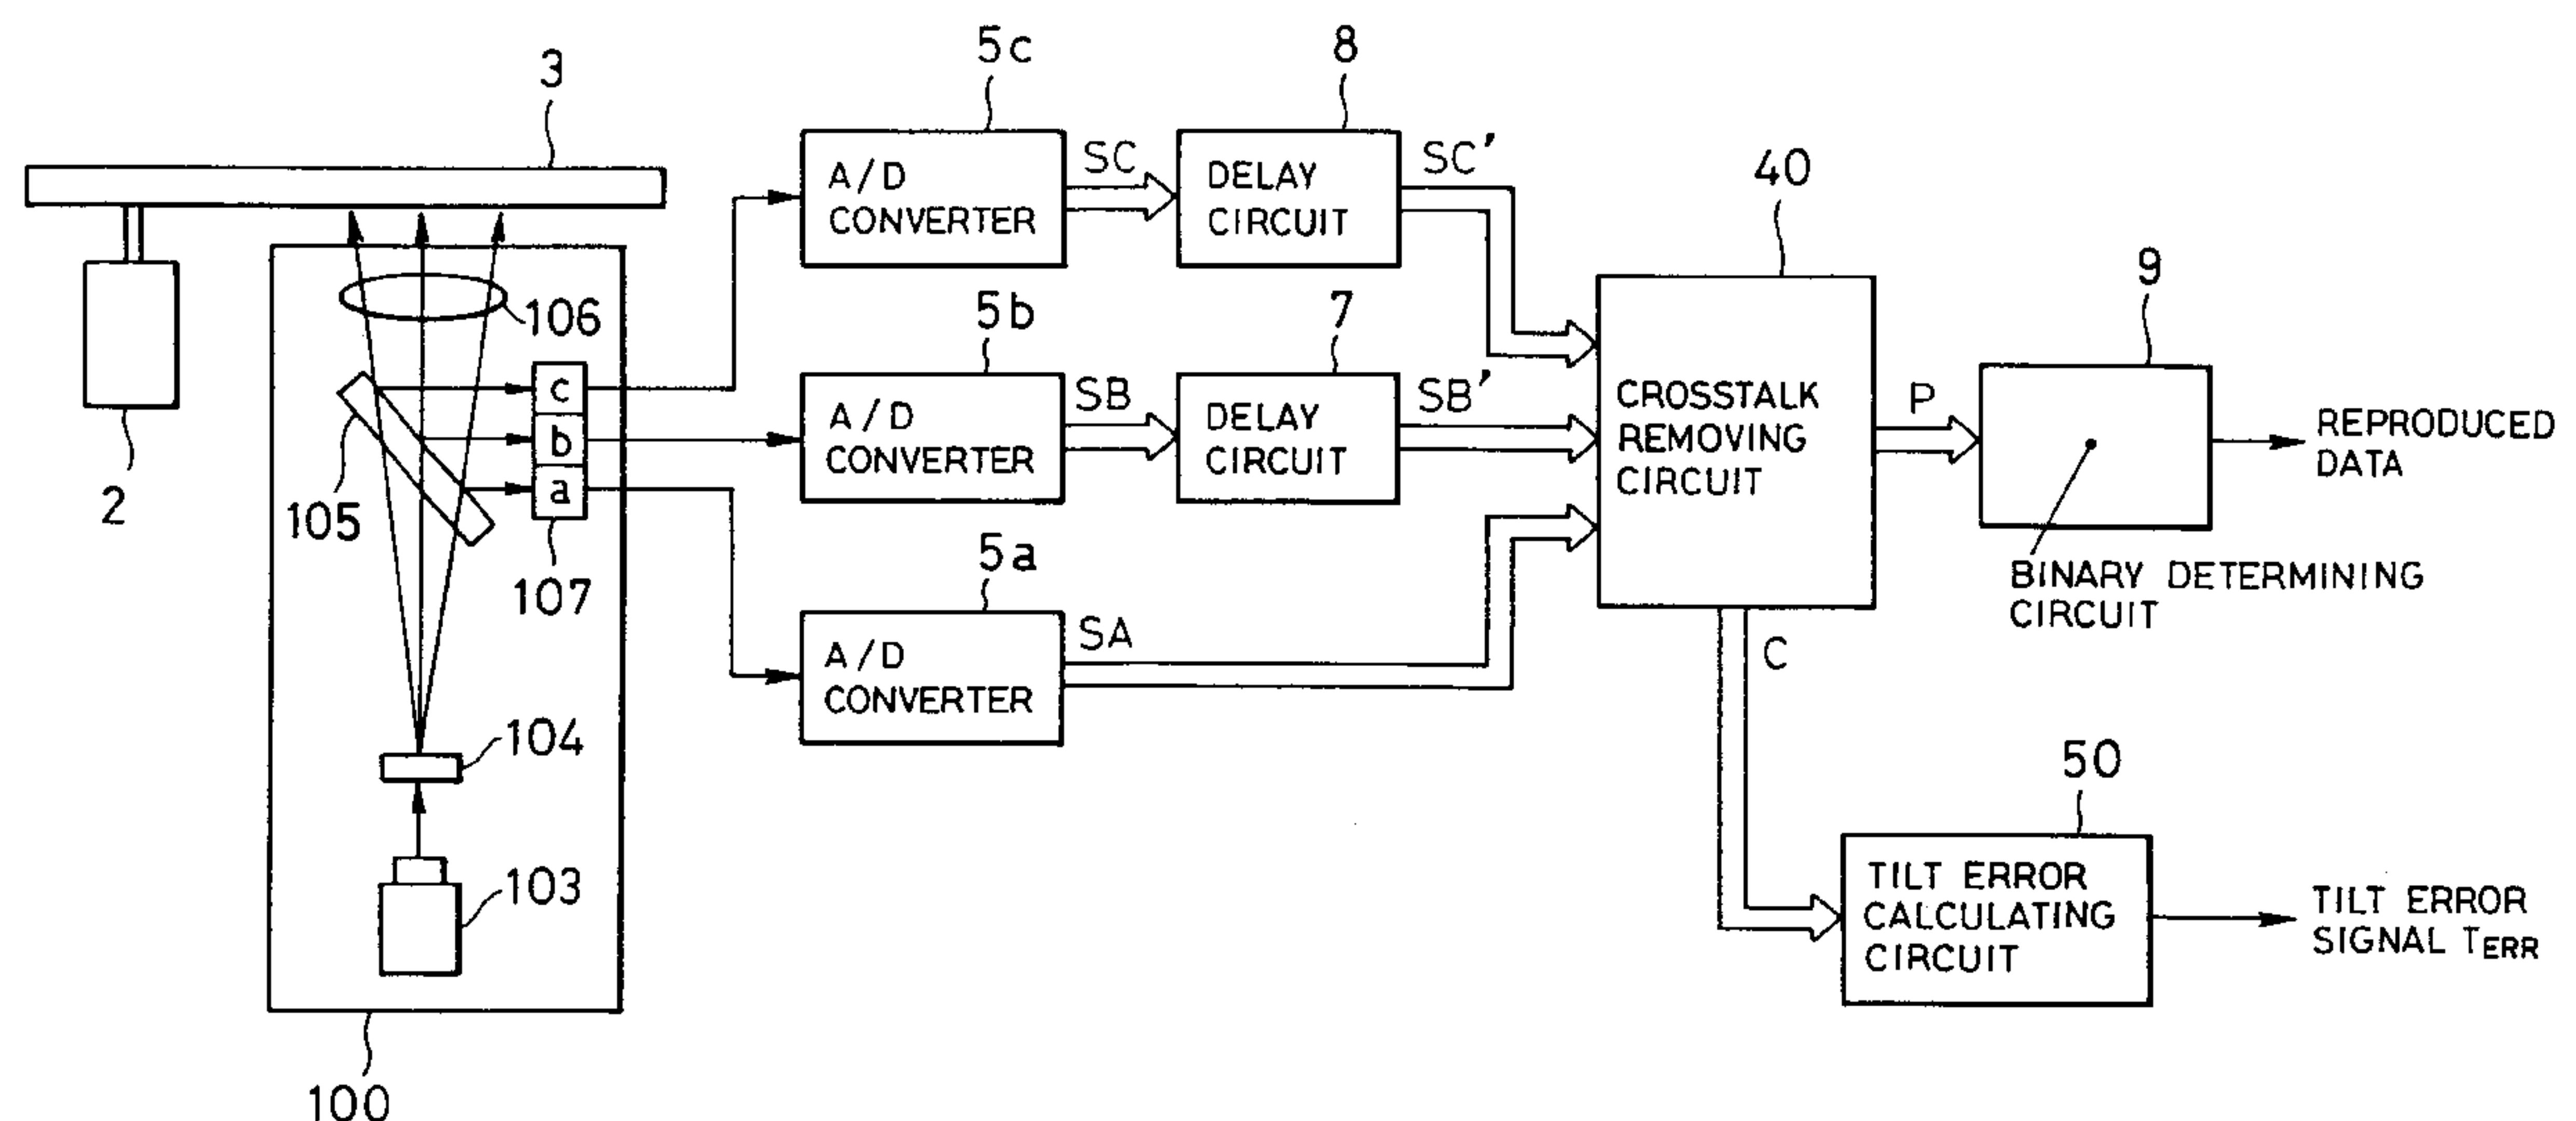 3
2
100
103
104
105
106
107
c
b
a
5c
A/D
CONVERTER
SC
8
DELAY
CIRCUIT
SC'
5b
A/D
CONVERTER
SB
7
DELAY
CIRCUIT
SB'
5a
A/D
CONVERTER
SA
40
CROSSTALK
REMOVING
CIRCUIT
P
9
BINARY DETERMINING
CIRCUIT
REPRODUCED
DATA
C
50
TILT ERROR
CALCULATING
CIRCUIT
TILT ERROR
SIGNAL TERR